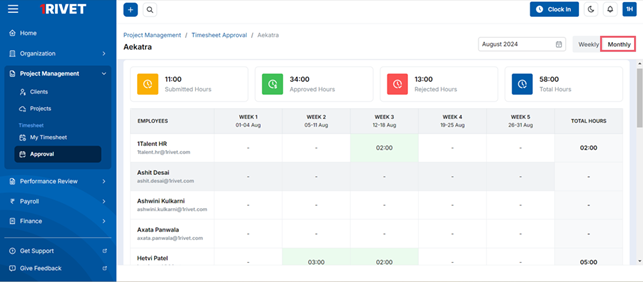 1RIVET
Clock In
1H
Home
Organization
Project Management
Clients
Projects
Timesheet
My Timesheet
Approval
Performance Review
Payroll
Finance
Get Support
Give Feedback
Project Management / Timesheet Approval / Aekatra
Aekatra
August 2024
Weekly
Monthly
11:00
Submitted Hours
34:00
Approved Hours
13:00
Rejected Hours
58:00
Total Hours
EMPLOYEES WEEK 1 WEEK 2 WEEK 3 WEEK 4 WEEK 5 TOTAL HOURS
01-04 Aug 05-11 Aug 12-18 Aug 19-25 Aug 26-31 Aug
1Talent HR - - 02:00 - - 02:00
1talent.hr@1rivet.com
Ashit Desai - - - - - -
ashit.desai@1rivet.com
Ashwini Kulkarni - - - - - -
ashwini.kulkarni@1rivet.com
Axata Panwala - - - - - -
axata.panwala@1rivet.com
Hetvi Patel - 03:00 02:00 - - 05:00